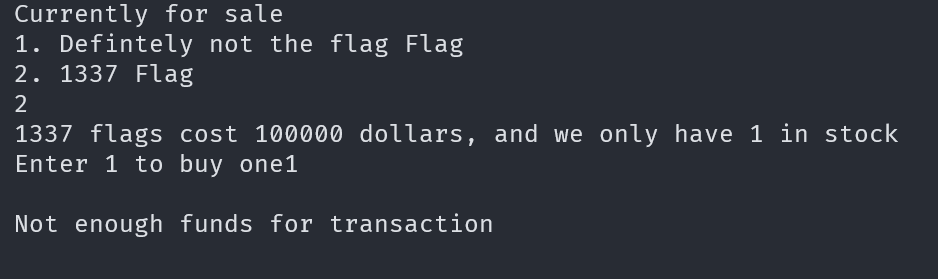 Currently for sale
1. Defintely not the flag Flag
2. 1337 Flag
2
1337 flags cost 100000 dollars, and we only have 1 in stock
Enter 1 to buy one1
Not enough funds for transaction